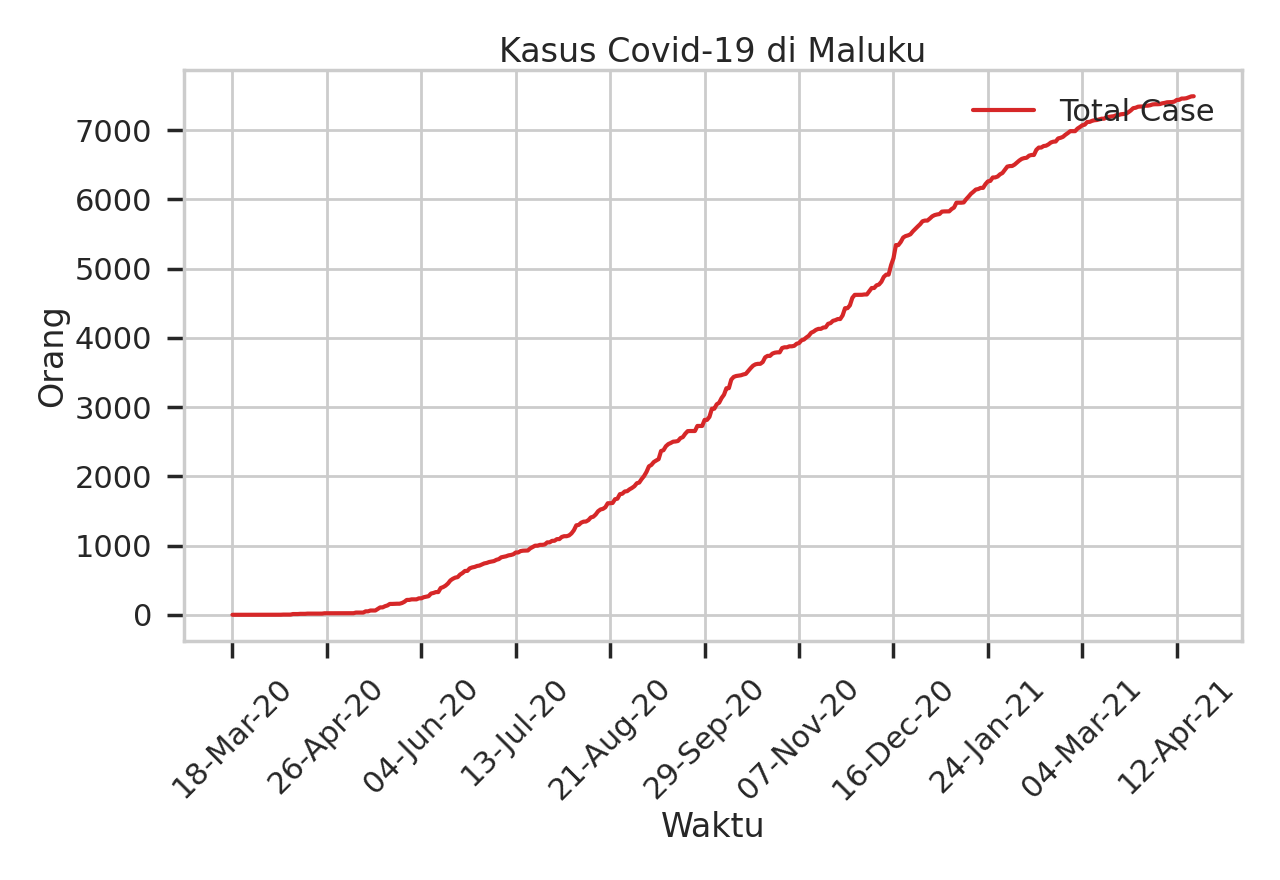 Kasus Covid-19 di Maluku
Total Case
Orang
7000
6000
5000
4000
3000
2000
1000
0
18-Mar-20
26-Apr-20
04-Jun-20
13-Jul-20
21-Aug-20
29-Sep-20
07-Nov-20
16-Dec-20
24-Jan-21
04-Mar-21
12-Apr-21
Waktu